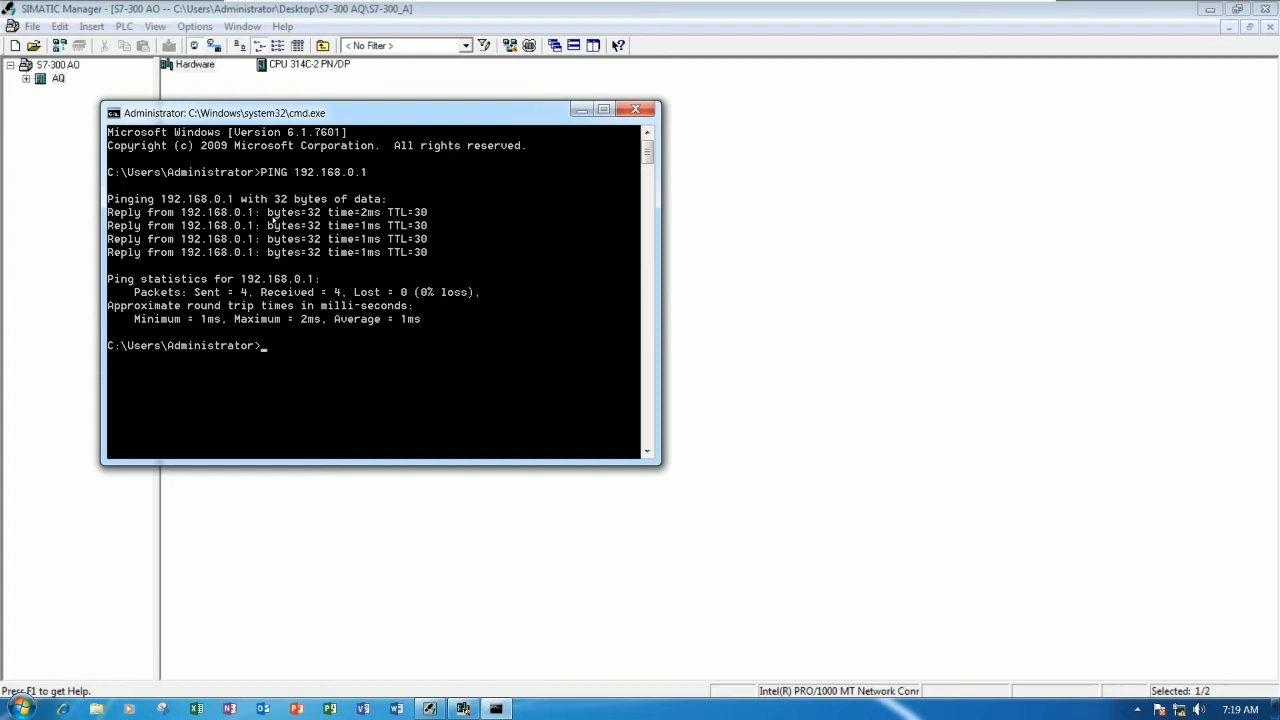 SIMATIC Manager - [S7-300 AO -- C:\Users\Administrator\Desktop\S7-300 AQ\S7-300_A]
File Edit Insert PLC View Options Window Help
< No Filter >
S7-300 AO
AQ
Hardware
CPU 314C-2 PN/DP
Administrator: C:\Windows\system32\cmd.exe
Microsoft Windows [Version 6.1.7601]
Copyright (c) 2009 Microsoft Corporation. All rights reserved.
C:\Users\Administrator>PING 192.168.0.1
Pinging 192.168.0.1 with 32 bytes of data:
Reply from 192.168.0.1: bytes=32 time=2ms TTL=30
Reply from 192.168.0.1: bytes=32 time=1ms TTL=30
Reply from 192.168.0.1: bytes=32 time=1ms TTL=30
Reply from 192.168.0.1: bytes=32 time=1ms TTL=30
Ping statistics for 192.168.0.1:
Packets: Sent = 4, Received = 4, Lost = 0 (0% loss),
Approximate round trip times in milli-seconds:
Minimum = 1ms, Maximum = 2ms, Average = 1ms
C:\Users\Administrator>_
Press F1 to get Help.
Intel(R) PRO/1000 MT Network Conr
Selected: 1/2
7:19 AM